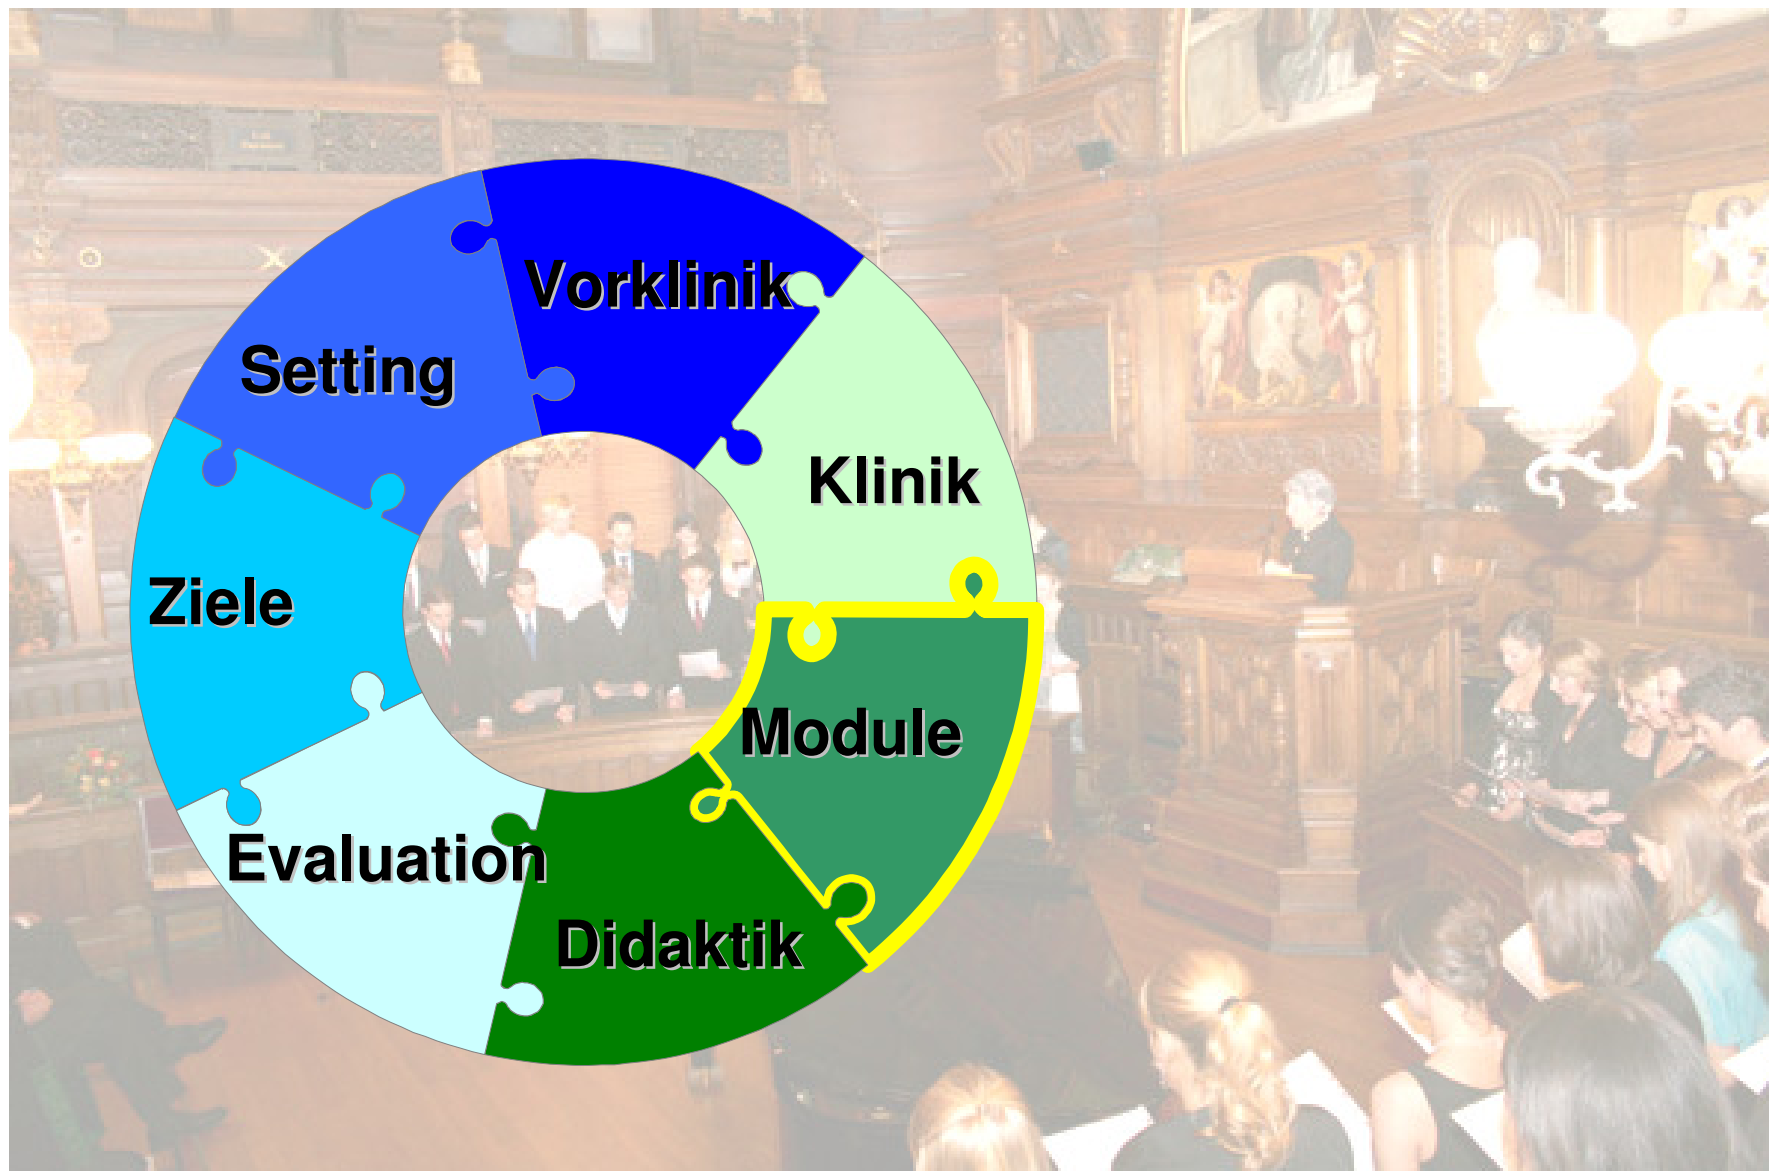 Vorklinik
Setting
Klinik
Ziele
Module
Evaluation
Didaktik